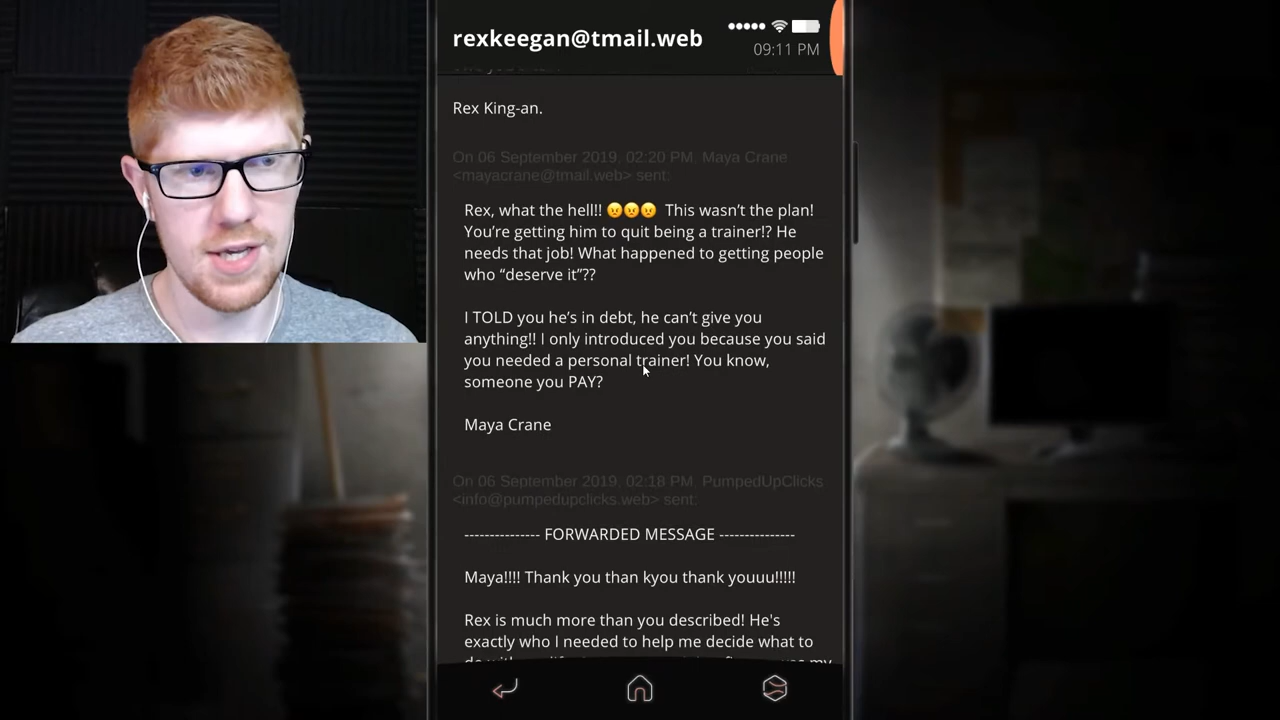 rexkeegan@tmail.web
09:11 PM
Rex King-an.
On 06 September 2019, 02:20 PM, Maya Crane
<mayacrane@tmail.web> sent:
Rex, what the hell!! 😡😡😡 This wasn’t the plan!
You’re getting him to quit being a trainer!? He
needs that job! What happened to getting people
who “deserve it”??
I TOLD you he’s in debt, he can’t give you
anything!! I only introduced you because you said
you needed a personal trainer! You know,
someone you PAY?
Maya Crane
On 06 September 2019, 02:18 PM, PumpedUpClicks
<info@pumpedupclicks.web> sent:
--------------- FORWARDED MESSAGE ---------------
Maya!!!! Thank you than kyou thank youuu!!!!!
Rex is much more than you described! He's
exactly who I needed to help me decide what to